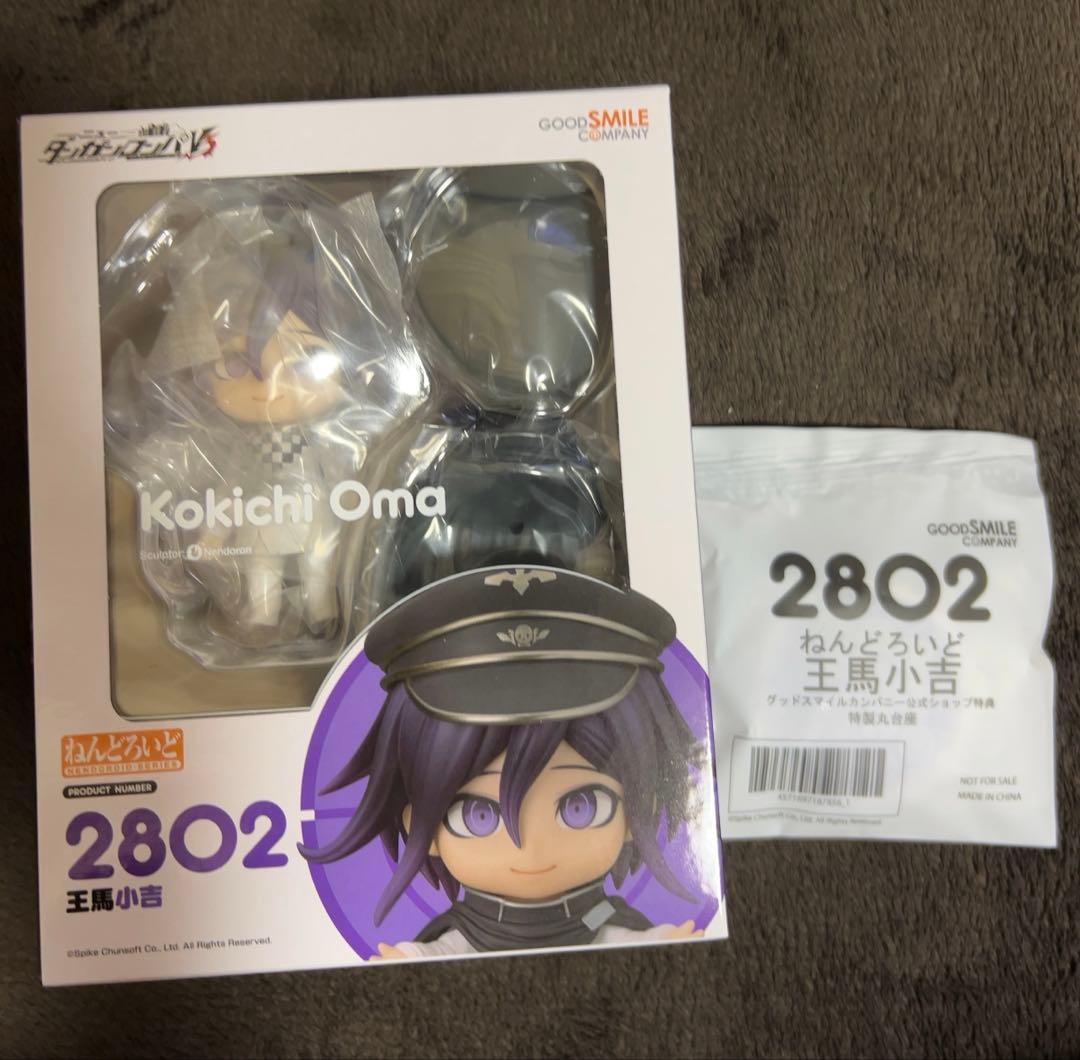 ニューダンガンロンパV3
GOOD SMILE
COMPANY
Kokichi Oma
Sculptor: Nendoron
ねんどろいど
NENDOROID SERIES
PRODUCT NUMBER
2802
王馬小吉
©Spike Chunsoft Co., Ltd. All Rights Reserved.
GOOD SMILE
COMPANY
2802
ねんどろいど
王馬小吉
グッドスマイルカンパニー公式ショップ特典
特製丸台座
NOT FOR SALE
MADE IN CHINA
©Spike Chunsoft Co., Ltd. All Rights Reserved.